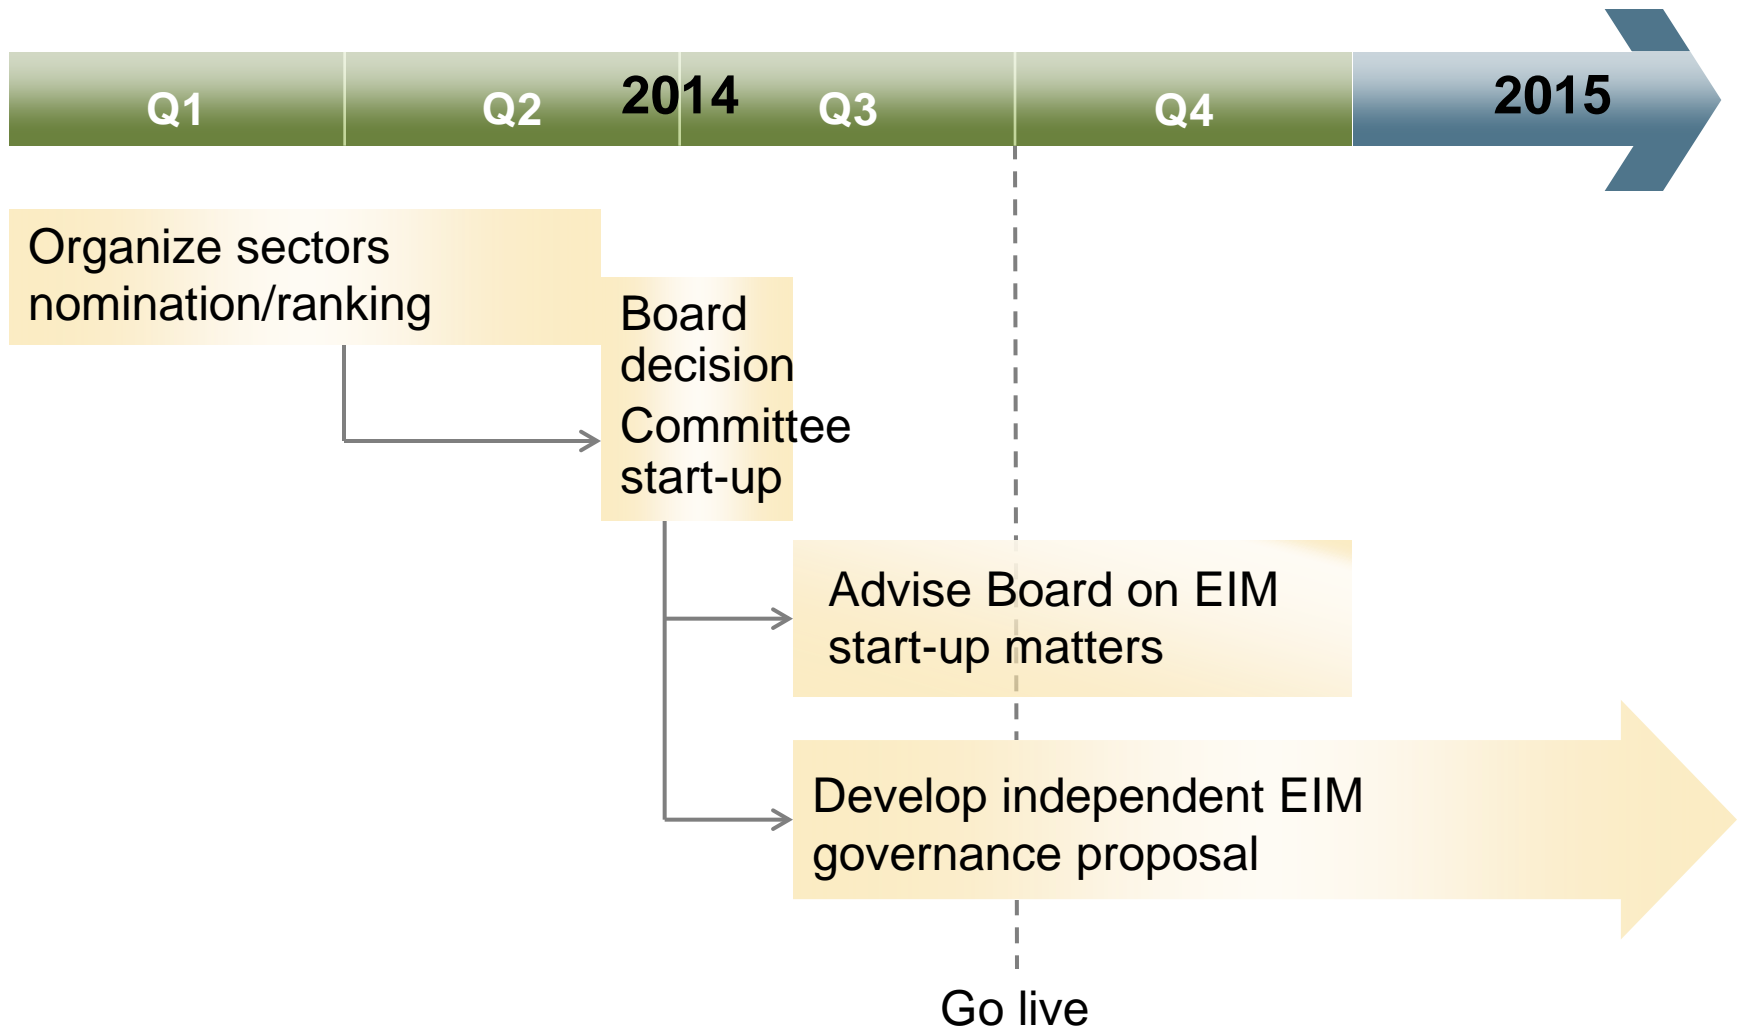 Q1
Q2
2014
Q3
Q4
2015
Organize sectors
nomination/ranking
Board
decision
Committee
start-up
Advise Board on EIM
start-up matters
Develop independent EIM
governance proposal
Go live